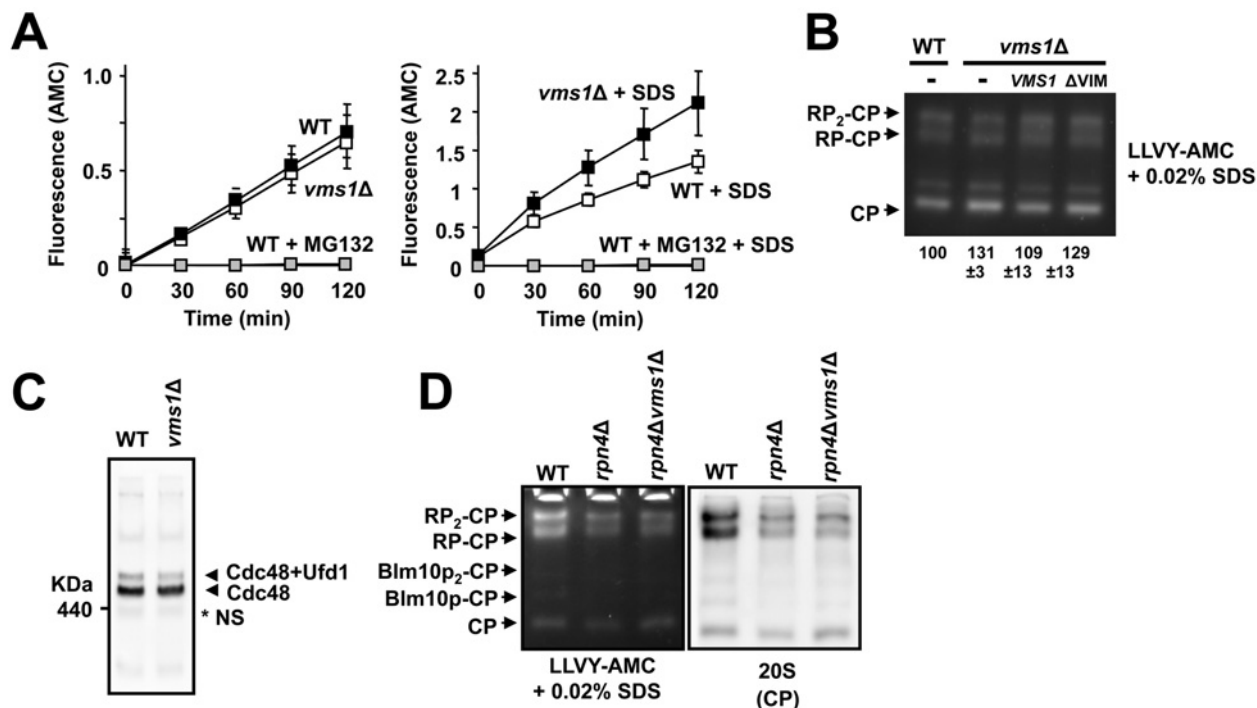 A
Fluorescence (AMC)
1.0
0.5
0
WT
vms1Δ
WT + MG132
0 30 60 90 120
Time (min)
Fluorescence (AMC)
2.5
2
1.5
1
0.5
0
vms1Δ + SDS
WT + SDS
WT + MG132 + SDS
0 30 60 90 120
Time (min)
B
WT vms1Δ
- - VMS1 ΔVIM
RP2-CP
RP-CP
CP
LLVY-AMC
+ 0.02% SDS
100 131 109 129
±3 ±13 ±13
C
WT
vms1Δ
KDa
440
Cdc48+Ufd1
Cdc48
* NS
D
WT
rpn4Δ
rpn4Δvms1Δ
WT
rpn4Δ
rpn4Δvms1Δ
RP2-CP
RP-CP
Blm10p2-CP
Blm10p-CP
CP
LLVY-AMC
+ 0.02% SDS
20S
(CP)